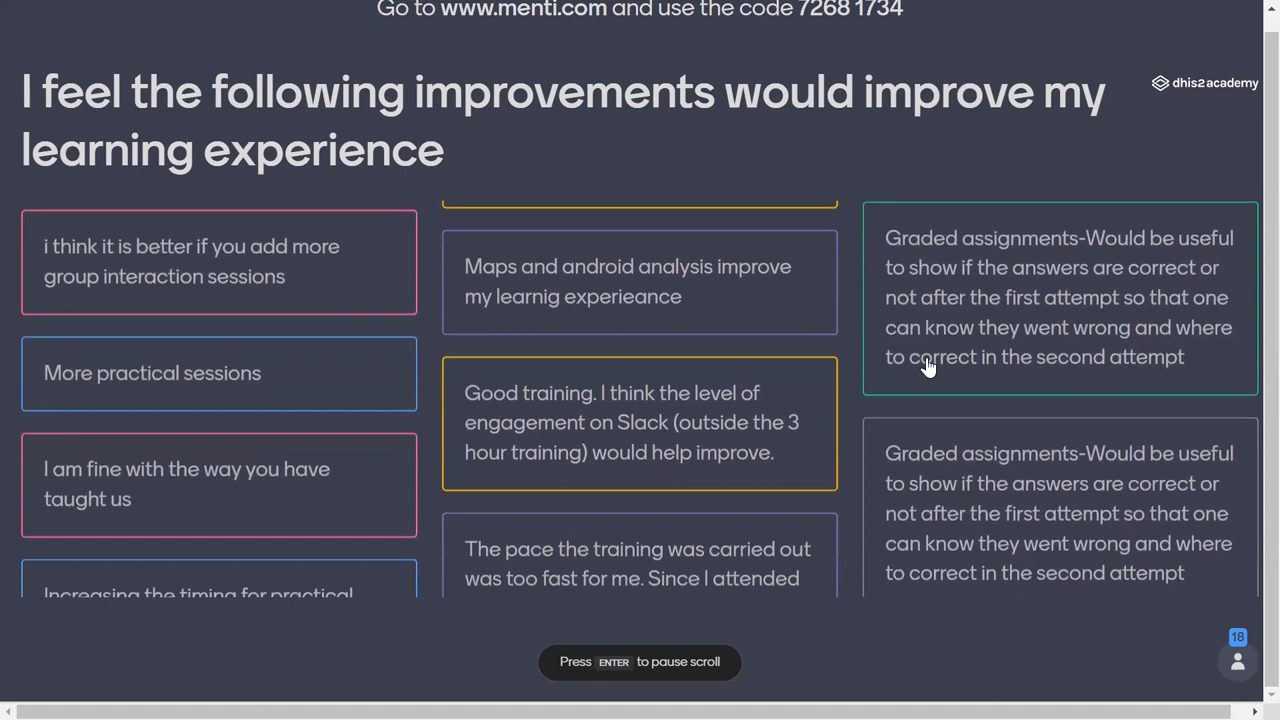 Go to www.menti.com and use the code 7268 1734
I feel the following improvements would improve my
learning experience
dhis2 academy
i think it is better if you add more
group interaction sessions
More practical sessions
I am fine with the way you have
taught us
Increasing the timing for practical
Maps and android analysis improve
my learnig experieance
Good training. I think the level of
engagement on Slack (outside the 3
hour training) would help improve.
The pace the training was carried out
was too fast for me. Since I attended
Graded assignments-Would be useful
to show if the answers are correct or
not after the first attempt so that one
can know they went wrong and where
to correct in the second attempt
Graded assignments-Would be useful
to show if the answers are correct or
not after the first attempt so that one
can know they went wrong and where
to correct in the second attempt
Press ENTER to pause scroll
18